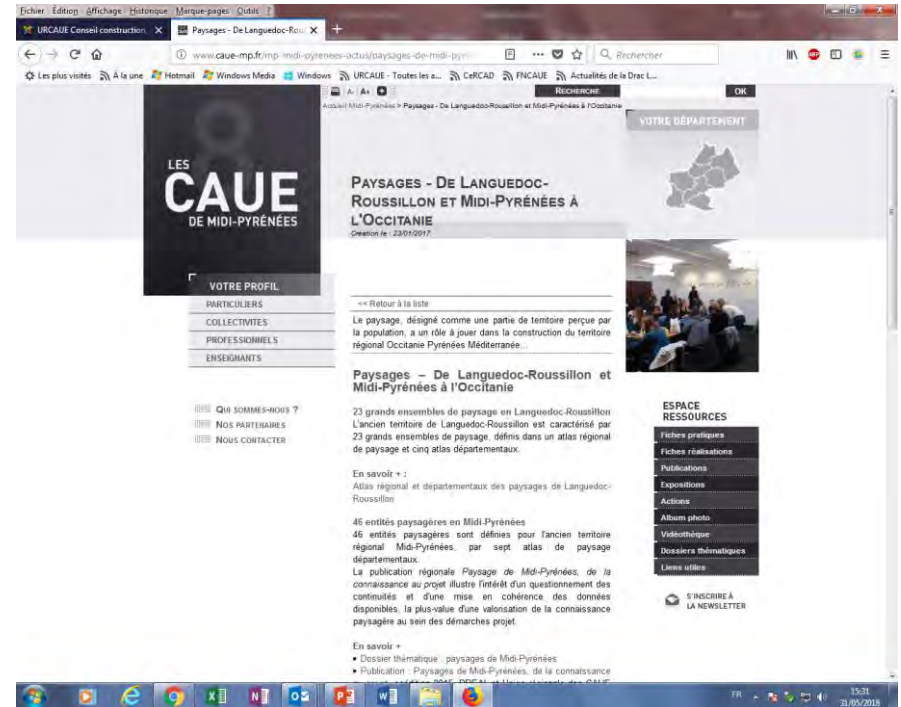 Fichier Édition Affichage Historique Marque-pages Outils ?
URCAUE Conseil construction, X
Paysages - De Languedoc-Rou X +
www.caue-mp.fr/mp-midi-pyrenees-actus/paysages-de-midi-pyr
Rechercher
Les plus visités À la une Hotmail Windows Media Windows URCAUE - Toutes les a... CeRCAD FNCAUE Actualités de la Drac L...
A- A+
RECHERCHE OK
Accueil Midi-Pyrénées > Paysages - De Languedoc-Roussillon et Midi-Pyrénées à l'Occitanie
VOTRE DÉPARTEMENT
LES
CAUE
DE MIDI-PYRÉNÉES
PAYSAGES - DE LANGUEDOC-
ROUSSILLON ET MIDI-PYRÉNÉES À
L'OCCITANIE
Création le : 23/01/2017
VOTRE PROFIL
PARTICULIERS
COLLECTIVITES
PROFESSIONNELS
ENSEIGNANTS
QUI SOMMES-NOUS ?
NOS PARTENAIRES
NOUS CONTACTER
<< Retour à la liste
Le paysage, désigné comme une partie de territoire perçue par
la population, a un rôle à jouer dans la construction du territoire
régional Occitanie Pyrénées Méditerranée...
Paysages – De Languedoc-Roussillon et
Midi-Pyrénées à l'Occitanie
23 grands ensembles de paysage en Languedoc-Roussillon
L'ancien territoire de Languedoc-Roussillon est caractérisé par
23 grands ensembles de paysage, définis dans un atlas régional
de paysage et cinq atlas départementaux.
En savoir + :
Atlas régional et départementaux des paysages de Languedoc-
Roussillon
46 entités paysagères en Midi-Pyrénées
46 entités paysagères sont définies pour l'ancien territoire
régional Midi-Pyrénées, par sept atlas de paysage
départementaux.
La publication régionale Paysage de Midi-Pyrénées, de la
connaissance au projet illustre l'intérêt d'un questionnement des
continuités et d'une mise en cohérence des données
disponibles, la plus-value d'une valorisation de la connaissance
paysagère au sein des démarches projet.
En savoir +
• Dossier thématique : paysages de Midi-Pyrénées
• Publication : Paysages de Midi-Pyrénées, de la connaissance
ESPACE
RESSOURCES
Fiches pratiques
Fiches réalisations
Publications
Expositions
Actions
Album photo
Vidéothèque
Dossiers thématiques
Liens utiles
S'INSCRIRE À
LA NEWSLETTER
FR
15:31
31/05/2018